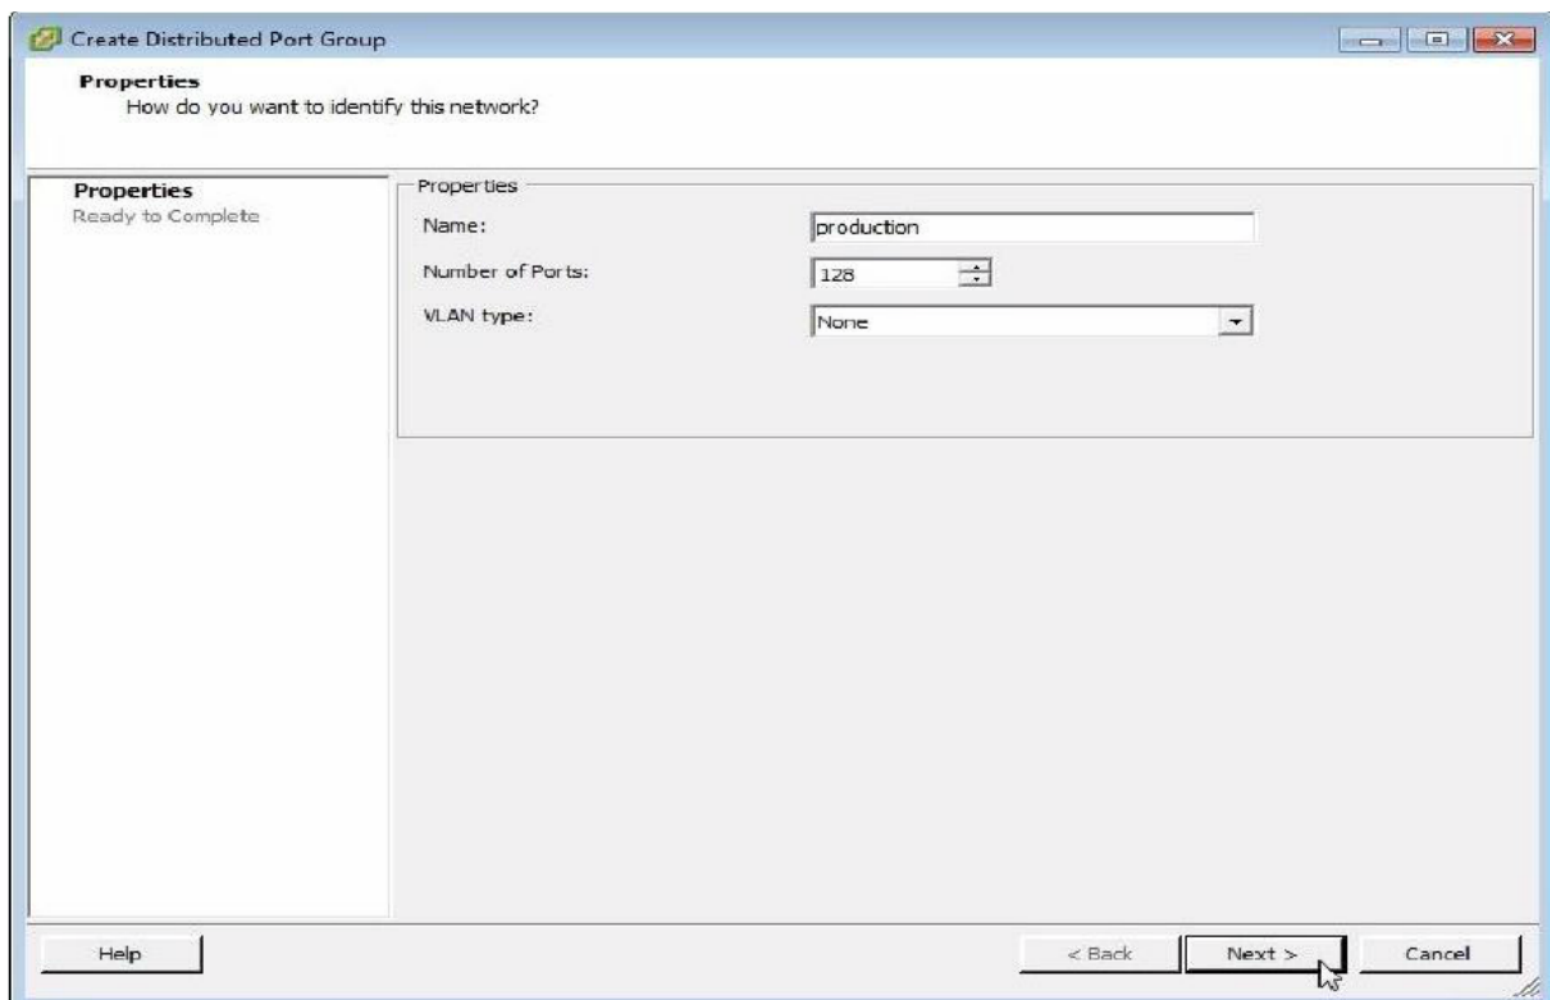 Create Distributed Port Group
Properties
How do you want to identify this network?
Properties
Ready to Complete
Properties
Name:
production
Number of Ports:
128
VLAN type:
None
Help
< Back
Next >
Cancel